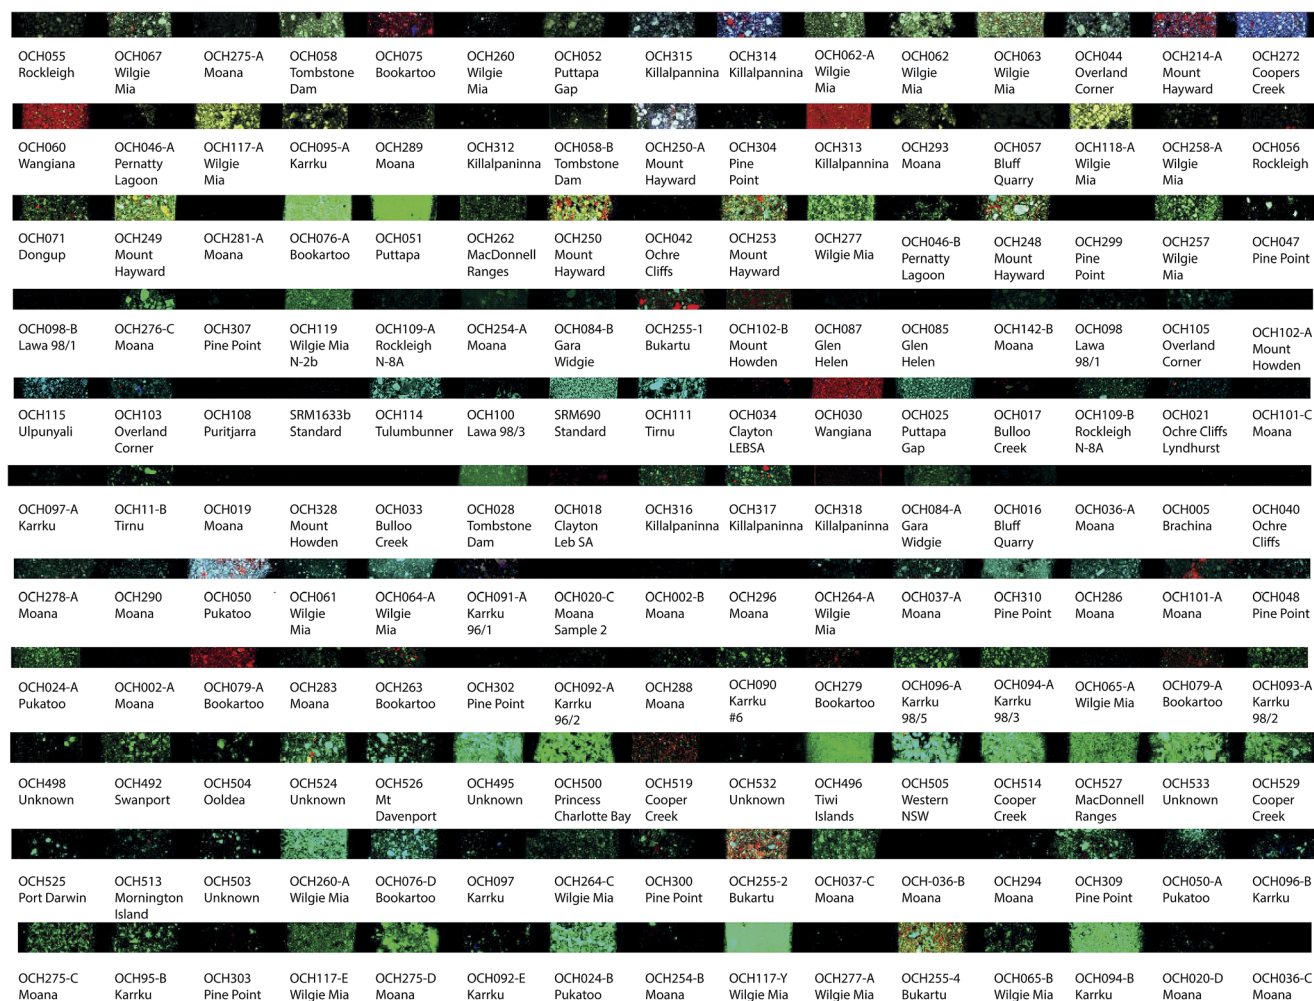 OCH055
Rockleigh
OCH067
Wilgie
Mia
OCH275-A
Moana
OCH058
Tombstone
Dam
OCH075
Bookartoo
OCH260
Wilgie
Mia
OCH052
Puttapa
Gap
OCH315
Killalpannina
OCH314
Killalpannina
OCH062-A
Wilgie
Mia
OCH062
Wilgie
Mia
OCH063
Wilgie
Mia
OCH044
Overland
Corner
OCH214-A
Mount
Hayward
OCH272
Coopers
Creek
OCH060
Wangiana
OCH046-A
Pernatty
Lagoon
OCH117-A
Wilgie
Mia
OCH095-A
Karrku
OCH289
Moana
OCH312
Killalpaninna
OCH058-B
Tombstone
Dam
OCH250-A
Mount
Hayward
OCH304
Pine
Point
OCH313
Killalpannina
OCH293
Moana
OCH057
Bluff
Quarry
OCH118-A
Wilgie
Mia
OCH258-A
Wilgie
Mia
OCH056
Rockleigh
OCH071
Dongup
OCH249
Mount
Hayward
OCH281-A
Moana
OCH076-A
Bookartoo
OCH051
Puttapa
OCH262
MacDonnell
Ranges
OCH250
Mount
Hayward
OCH042
Ochre
Cliffs
OCH253
Mount
Hayward
OCH277
Wilgie Mia
OCH046-B
Pernatty
Lagoon
OCH248
Mount
Hayward
OCH299
Pine
Point
OCH257
Wilgie
Mia
OCH047
Pine Point
OCH098-B
Lawa 98/1
OCH276-C
Moana
OCH307
Pine Point
OCH119
Wilgie Mia
N-2b
OCH109-A
Rockleigh
N-8A
OCH254-A
Moana
OCH084-B
Gara
Widgie
OCH255-1
Bukartu
OCH102-B
Mount
Howden
OCH087
Glen
Helen
OCH085
Glen
Helen
OCH142-B
Moana
OCH098
Lawa
98/1
OCH105
Overland
Corner
OCH102-A
Mount
Howden
OCH115
Ulpunyali
OCH103
Overland
Corner
OCH108
Puritjarra
SRM1633b
Standard
OCH114
Tulumbunner
OCH100
Lawa 98/3
SRM690
Standard
OCH111
Tirnu
OCH034
Clayton
LEBSA
OCH030
Wangiana
OCH025
Puttapa
Gap
OCH017
Bulloo
Creek
OCH109-B
Rockleigh
N-8A
OCH021
Ochre Cliffs
Lyndhurst
OCH101-C
Moana
OCH097-A
Karrku
OCH11-B
Tirnu
OCH019
Moana
OCH328
Mount
Howden
OCH033
Bulloo
Creek
OCH028
Tombstone
Dam
OCH018
Clayton
Leb SA
OCH316
Killalpaninna
OCH317
Killalpaninna
OCH318
Killalpaninna
OCH084-A
Gara
Widgie
OCH016
Bluff
Quarry
OCH036-A
Moana
OCH005
Brachina
OCH040
Ochre
Cliffs
OCH278-A
Moana
OCH290
Moana
OCH050
Pukatoo
OCH061
Wilgie
Mia
OCH064-A
Wilgie
Mia
OCH091-A
Karrku
96/1
OCH020-C
Moana
Sample 2
OCH002-B
Moana
OCH296
Moana
OCH264-A
Wilgie
Mia
OCH037-A
Moana
OCH310
Pine Point
OCH286
Moana
OCH101-A
Moana
OCH048
Pine Point
OCH024-A
Pukatoo
OCH002-A
Moana
OCH079-A
Bookartoo
OCH283
Moana
OCH263
Bookartoo
OCH302
Pine Point
OCH092-A
Karrku
96/2
OCH288
Moana
OCH090
Karrku
#6
OCH279
Bookartoo
OCH096-A
Karrku
98/5
OCH094-A
Karrku
98/3
OCH065-A
Wilgie Mia
OCH079-A
Bookartoo
OCH093-A
Karrku
98/2
OCH498
Unknown
OCH492
Swanport
OCH504
Ooldea
OCH524
Unknown
OCH526
Mt
Davenport
OCH495
Unknown
OCH500
Princess
Charlotte Bay
OCH519
Cooper
Creek
OCH532
Unknown
OCH496
Tiwi
Islands
OCH505
Western
NSW
OCH514
Cooper
Creek
OCH527
MacDonnell
Ranges
OCH533
Unknown
OCH529
Cooper
Creek
OCH525
Port Darwin
OCH513
Mornington
Island
OCH503
Unknown
OCH260-A
Wilgie Mia
OCH076-D
Bookartoo
OCH097
Karrku
OCH264-C
Wilgie Mia
OCH300
Pine Point
OCH255-2
Bukartu
OCH037-C
Moana
OCH-036-B
Moana
OCH294
Moana
OCH309
Pine Point
OCH050-A
Pukatoo
OCH096-B
Karrku
OCH275-C
Moana
OCH95-B
Karrku
OCH303
Pine Point
OCH117-E
Wilgie Mia
OCH275-D
Moana
OCH092-E
Karrku
OCH024-B
Pukatoo
OCH254-B
Moana
OCH117-Y
Wilgie Mia
OCH277-A
Wilgie Mia
OCH255-4
Bukartu
OCH065-B
Wilgie Mia
OCH094-B
Karrku
OCH020-D
Moana
OCH036-C
Moana